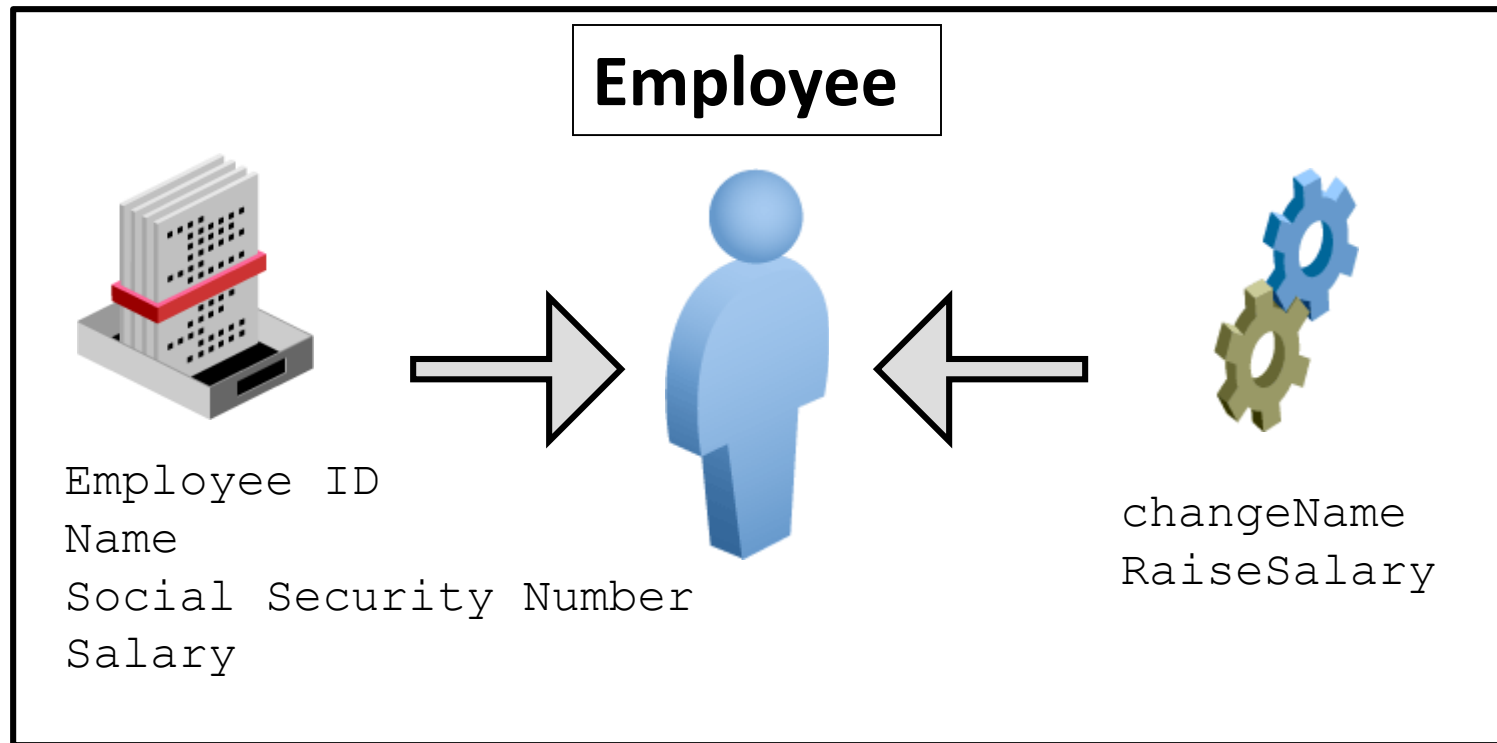 Employee
Employee ID
Name
Social Security Number
Salary
changeName
RaiseSalary